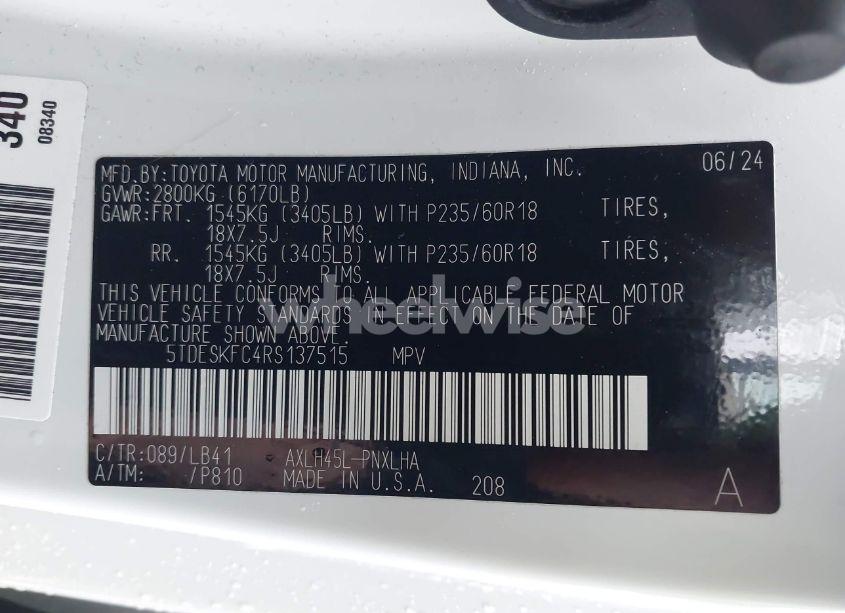 340
08340
MFD.BY:TOYOTA MOTOR MANUFACTURING, INDIANA, INC. 06/24
GVWR:2800KG (6170LB)
GAWR:FRT. 1545KG (3405LB) WITH P235/60R18 TIRES,
18X7.5J RIMS.
RR. 1545KG (3405LB) WITH P235/60R18 TIRES,
18X7.5J RIMS.
THIS VEHICLE CONFORMS TO ALL APPLICABLE FEDERAL MOTOR
VEHICLE SAFETY STANDARDS IN EFFECT ON THE DATE OF
MANUFACTURE SHOWN ABOVE.
wheelwise
5TDESKFC4RS137515 MPV
C/TR:089/LB41 AXLH45L-PNXLHA
A/TM: /P810 MADE IN U.S.A. 208 A